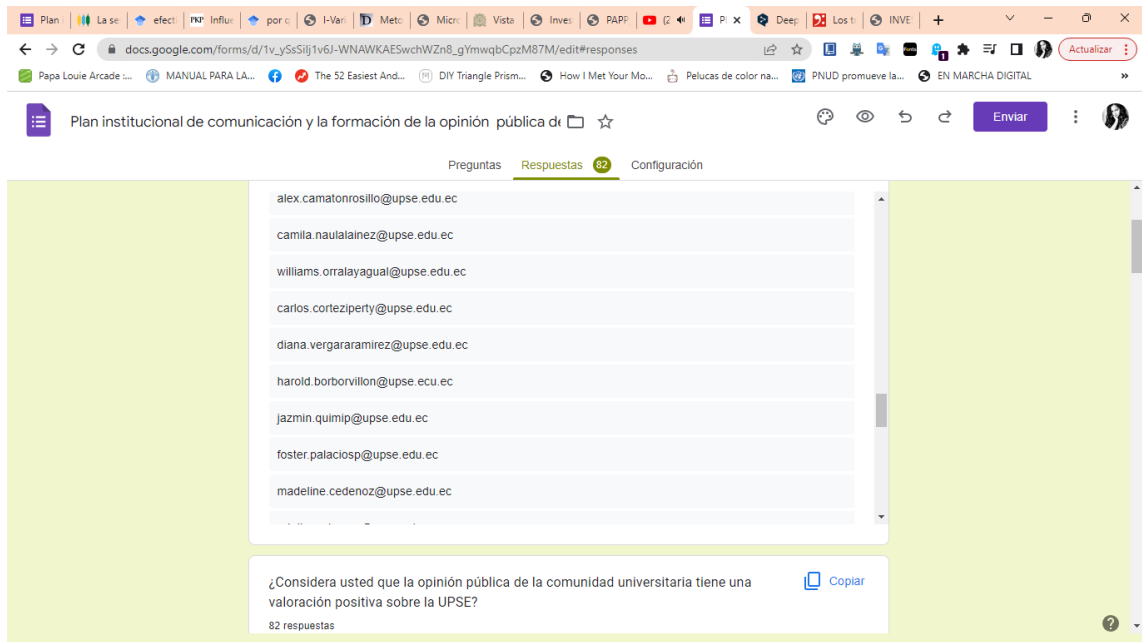 Plan i
La se
efecti
PKP Influe
por q
I-Vari
Meto
Micro
Vista
Inves
PAPP
(2
Pl
Deep
Los t
INVE
docs.google.com/forms/d/1v_ySsSilj1v6J-WNAWKAESwchWZn8_gYmwqbCpzM87M/edit#responses
Actualizar
Papa Louie Arcade :...
MANUAL PARA LA...
The 52 Easiest And...
DIY Triangle Prism...
How I Met Your Mo...
Pelucas de color na...
PNUD promueve la...
EN MARCHA DIGITAL
Plan institucional de comunicación y la formación de la opinión pública de
Enviar
Preguntas Respuestas 82 Configuración
alex.camatonrosillo@upse.edu.ec
camila.naulalainez@upse.edu.ec
williams.orralayagual@upse.edu.ec
carlos.corteziperty@upse.edu.ec
diana.vergararamirez@upse.edu.ec
harold.borborvillon@upse.ecu.ec
jazmin.quimip@upse.edu.ec
foster.palaciosp@upse.edu.ec
madeline.cedenoz@upse.edu.ec
¿Considera usted que la opinión pública de la comunidad universitaria tiene una
valoración positiva sobre la UPSE?
Copiar
82 respuestas